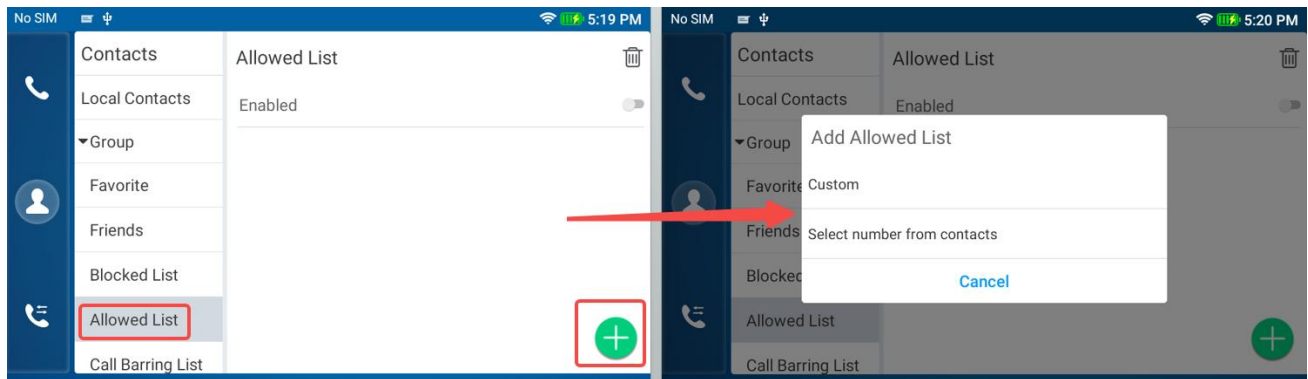 No SIM 5:19 PM
Contacts
Local Contacts
Group
Favorite
Friends
Blocked List
Allowed List
Call Barring List
Allowed List
Enabled
No SIM 5:20 PM
Contacts
Local Contacts
Group
Favorite
Friends
Blocked
Allowed List
Call Barring List
Allowed List
Enabled
Add Allowed List
Custom
Select number from contacts
Cancel